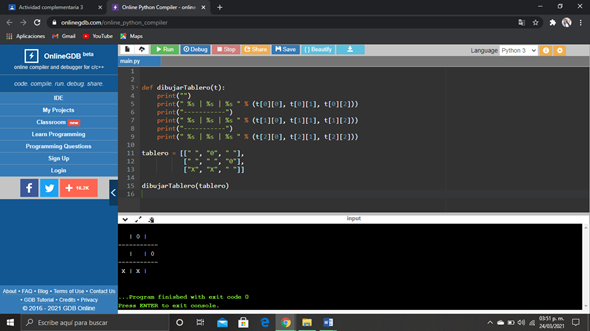 Actividad complementaria 3
Online Python Compiler - online
onlinegdb.com/online_python_compiler
Aplicaciones Gmail YouTube Maps
OnlineGDB beta
online compiler and debugger for c/c++
code. compile. run. debug. share.
IDE
My Projects
Classroom new
Learn Programming
Programming Questions
Sign Up
Login
16.2K
About • FAQ • Blog • Terms of Use • Contact Us
• GDB Tutorial • Credits • Privacy
© 2016 - 2021 GDB Online
Run Debug Stop Share Save { } Beautify
Language Python 3
main.py
1
2
3 def dibujarTablero(t):
4 print("")
5 print(" %s | %s | %s " % (t[0][0], t[0][1], t[0][2]))
6 print("-----------")
7 print(" %s | %s | %s " % (t[1][0], t[1][1], t[1][2]))
8 print("-----------")
9 print(" %s | %s | %s " % (t[2][0], t[2][1], t[2][2]))
10
11 tablero = [[" ", "0", " "],
12 [" ", " ", "0"],
13 ["X", "X", " "]]
14
15 dibujarTablero(tablero)
16
input
| 0 |
-----------
| | 0
-----------
X | X |
...Program finished with exit code 0
Press ENTER to exit console.
Escribe aquí para buscar
03:51 p. m.
24/03/2021